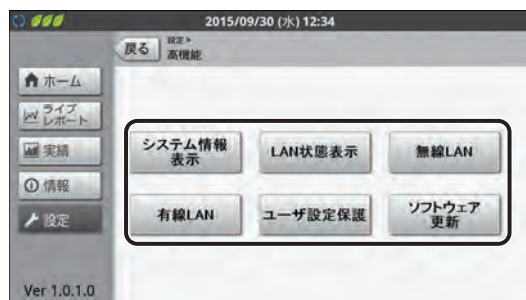 2015/09/30 (水) 12:34
戻る
設定 ▸
高機能
ホーム
ライブ
レポート
実績
情報
設定
システム情報
表示
LAN状態表示
無線LAN
有線LAN
ユーザ設定保護
ソフトウェア
更新
Ver 1.0.1.0